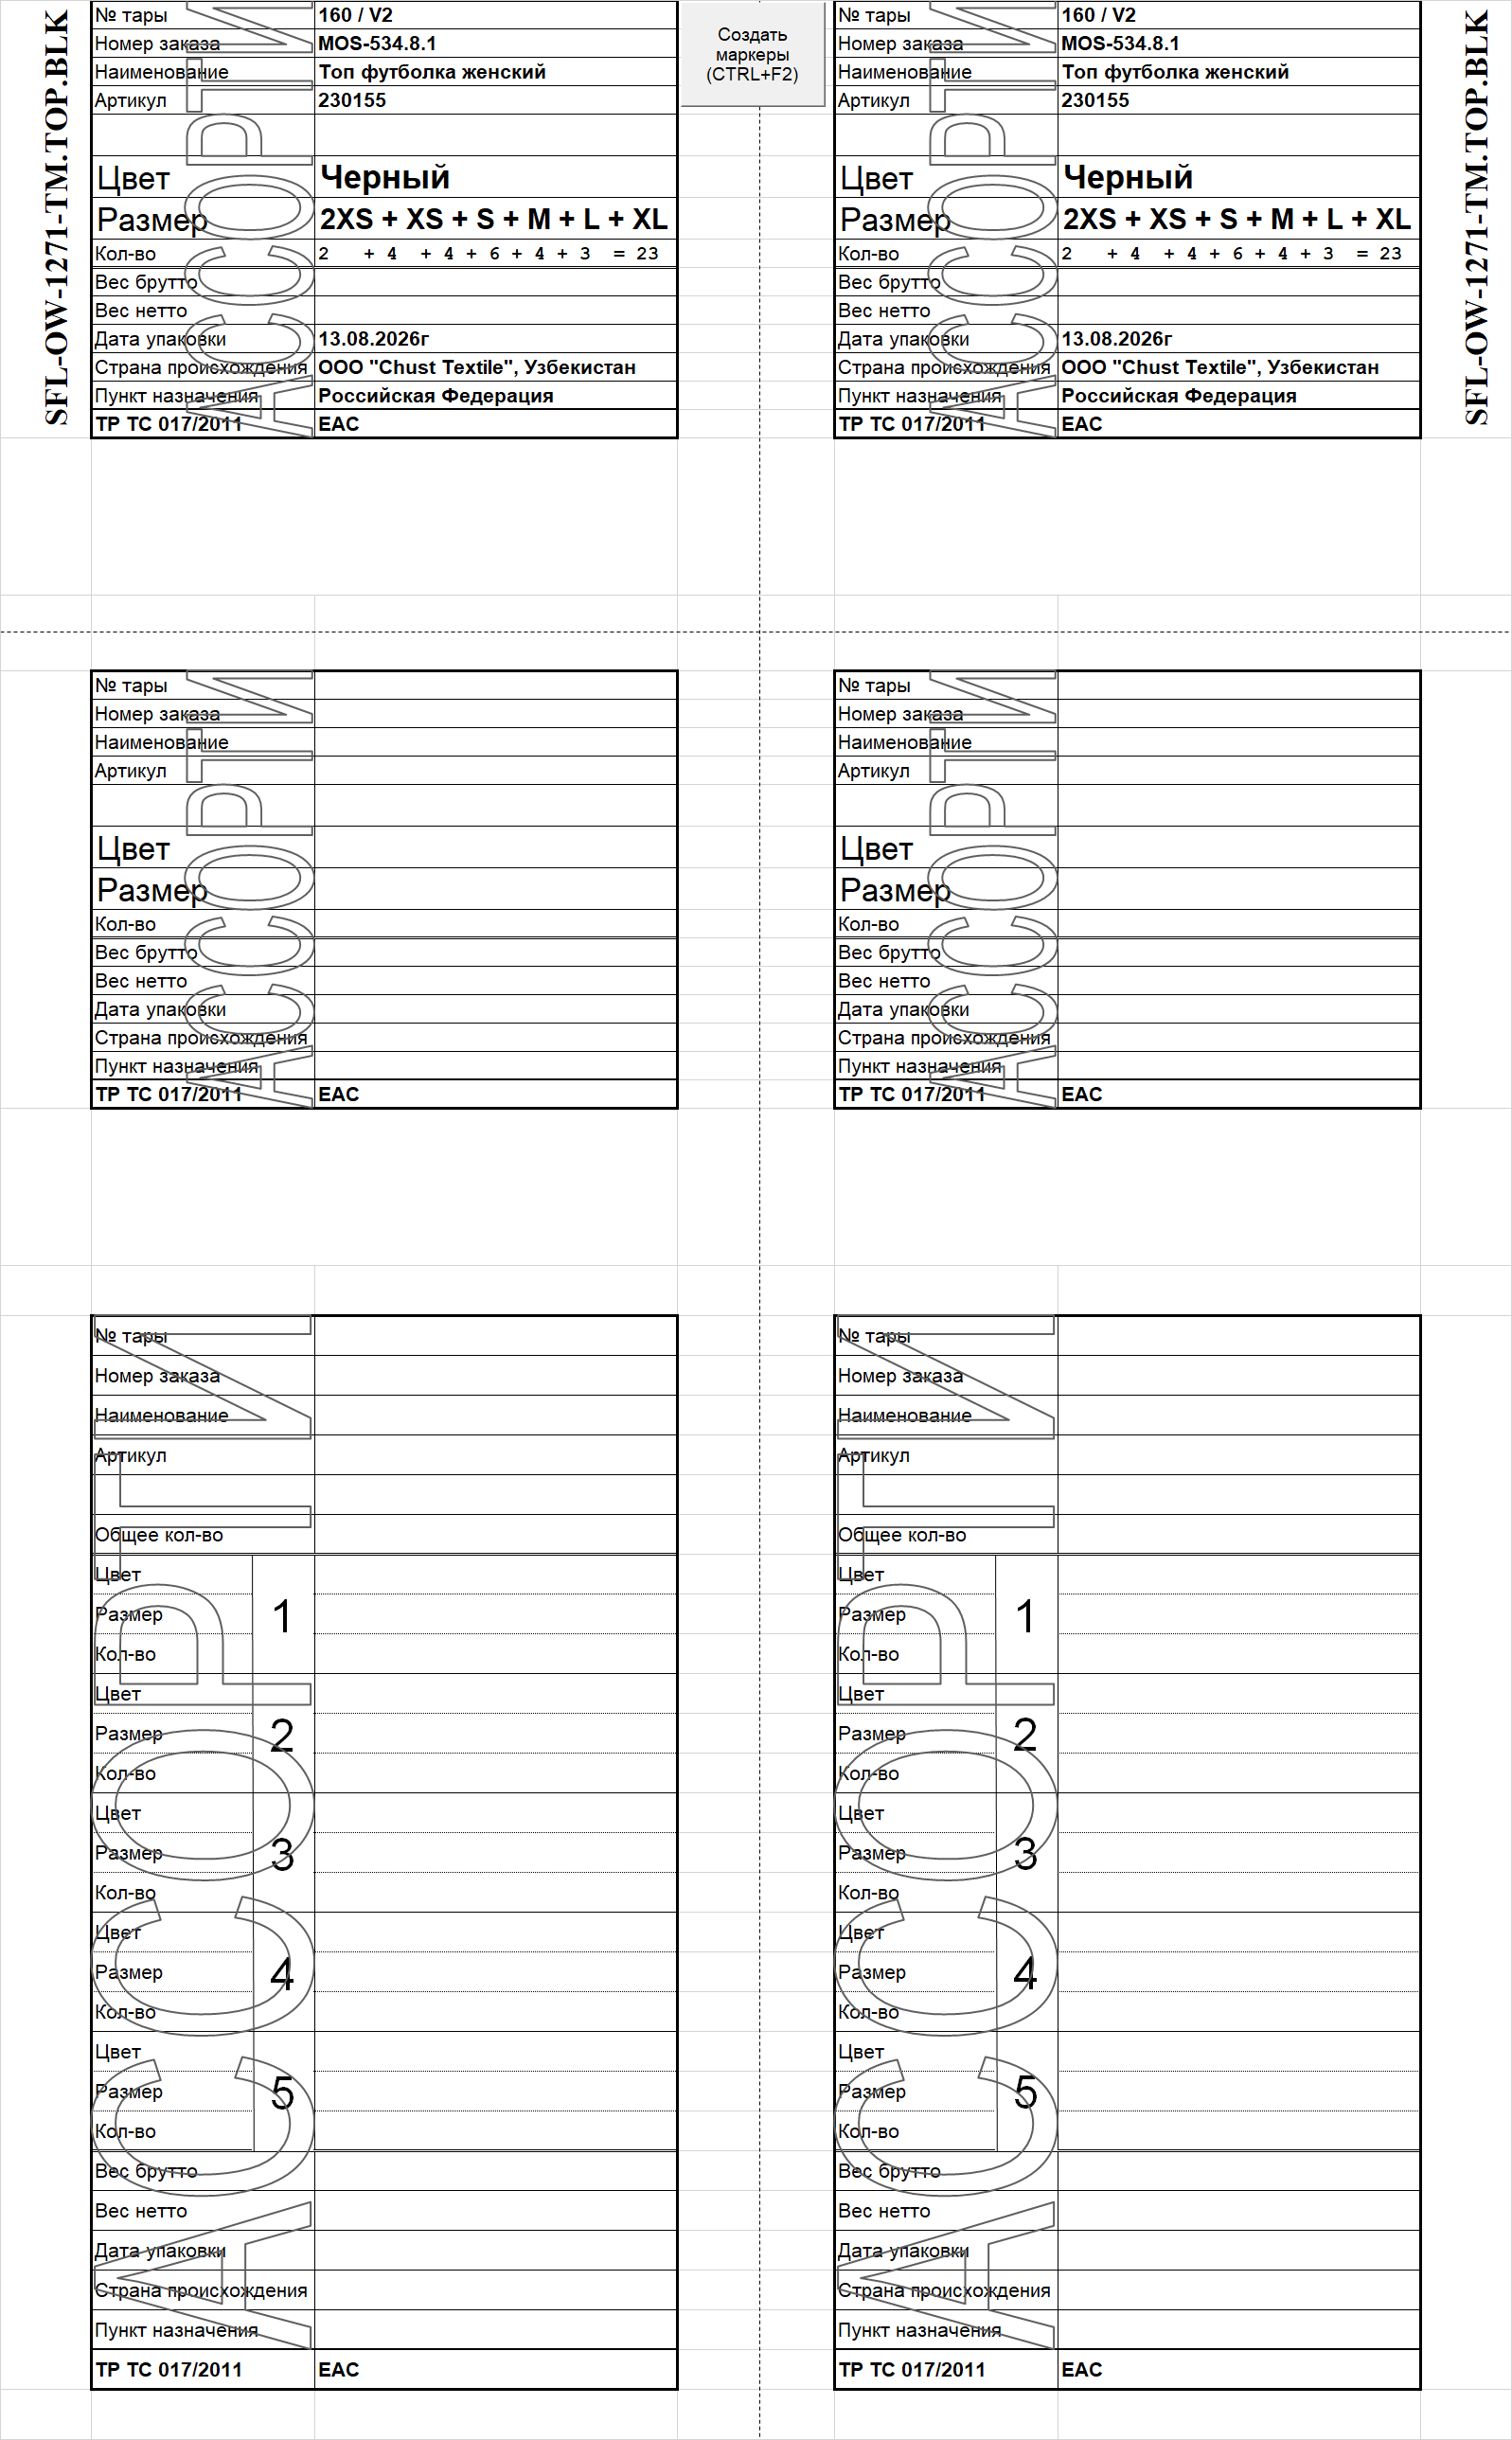 SFL-OW-1271-TM.TOP.BLK
№ тары 160 / V2
Номер заказа MOS-534.8.1
Наименование Топ футболка женский
Артикул 230155
Цвет Черный
Размер 2XS + XS + S + M + L + XL
Кол-во 2 + 4 + 4 + 6 + 4 + 3 = 23
Вес брутто
Вес нетто
Дата упаковки 13.08.2026г
Страна происхождения ООО "Chust Textile", Узбекистан
Пункт назначения Российская Федерация
ТР ТС 017/2011 ЕАС
АССОРТИ
Создать
маркеры
(CTRL+F2)
№ тары 160 / V2
Номер заказа MOS-534.8.1
Наименование Топ футболка женский
Артикул 230155
Цвет Черный
Размер 2XS + XS + S + M + L + XL
Кол-во 2 + 4 + 4 + 6 + 4 + 3 = 23
Вес брутто
Вес нетто
Дата упаковки 13.08.2026г
Страна происхождения ООО "Chust Textile", Узбекистан
Пункт назначения Российская Федерация
ТР ТС 017/2011 ЕАС
АССОРТИ
SFL-OW-1271-TM.TOP.BLK
№ тары
Номер заказа
Наименование
Артикул
Цвет
Размер
Кол-во
Вес брутто
Вес нетто
Дата упаковки
Страна происхождения
Пункт назначения
ТР ТС 017/2011 ЕАС
АССОРТИ
№ тары
Номер заказа
Наименование
Артикул
Цвет
Размер
Кол-во
Вес брутто
Вес нетто
Дата упаковки
Страна происхождения
Пункт назначения
ТР ТС 017/2011 ЕАС
АССОРТИ
№ тары
Номер заказа
Наименование
Артикул
Общее кол-во
Цвет
Размер 1
Кол-во
Цвет
Размер 2
Кол-во
Цвет
Размер 3
Кол-во
Цвет
Размер 4
Кол-во
Цвет
Размер 5
Кол-во
Вес брутто
Вес нетто
Дата упаковки
Страна происхождения
Пункт назначения
ТР ТС 017/2011 ЕАС
АССОРТИ
№ тары
Номер заказа
Наименование
Артикул
Общее кол-во
Цвет
Размер 1
Кол-во
Цвет
Размер 2
Кол-во
Цвет
Размер 3
Кол-во
Цвет
Размер 4
Кол-во
Цвет
Размер 5
Кол-во
Вес брутто
Вес нетто
Дата упаковки
Страна происхождения
Пункт назначения
ТР ТС 017/2011 ЕАС
АССОРТИ